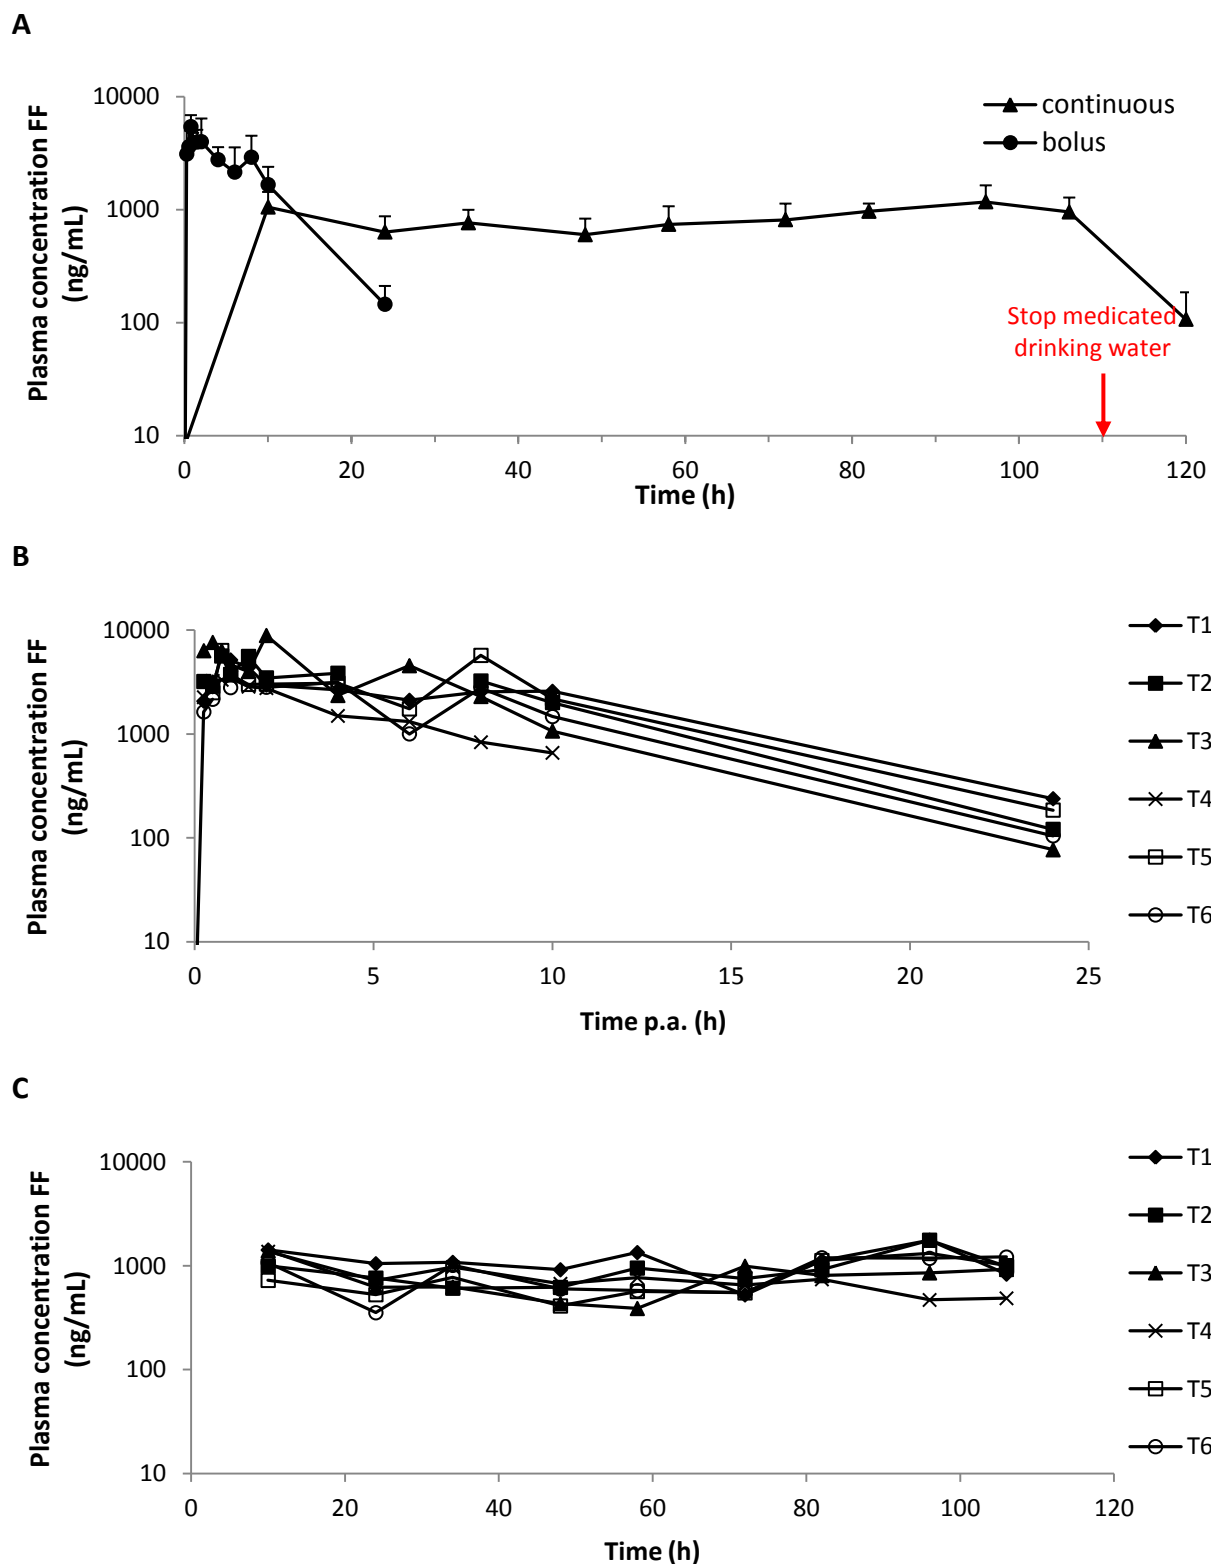 A
Plasma concentration FF
(ng/mL)
10000
1000
100
10
continuous
bolus
Stop medicated
drinking water
0 20 40 60 80 100 120
Time (h)
B
Plasma concentration FF
(ng/mL)
10000
1000
100
10
0 5 10 15 20 25
Time p.a. (h)
T1
T2
T3
T4
T5
T6
C
Plasma concentration FF
(ng/mL)
10000
1000
100
10
0 20 40 60 80 100 120
Time (h)
T1
T2
T3
T4
T5
T6